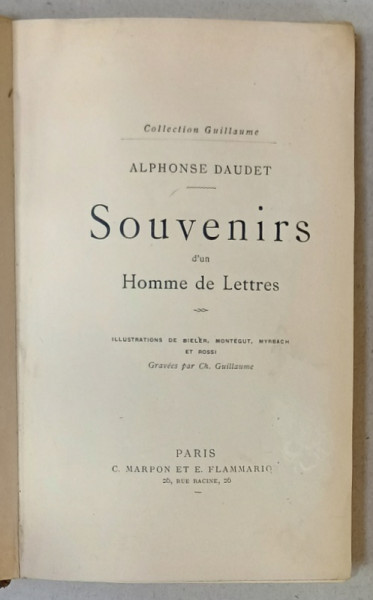 Collection Guillaume
ALPHONSE DAUDET
Souvenirs
d'un
Homme de Lettres
ILLUSTRATIONS DE BIELER, MONTÉGUT, MYRBACH
ET ROSSI
Gravées par Ch. Guillaume
PARIS
C. MARPON ET E. FLAMMARIO
26, RUE RACINE, 26